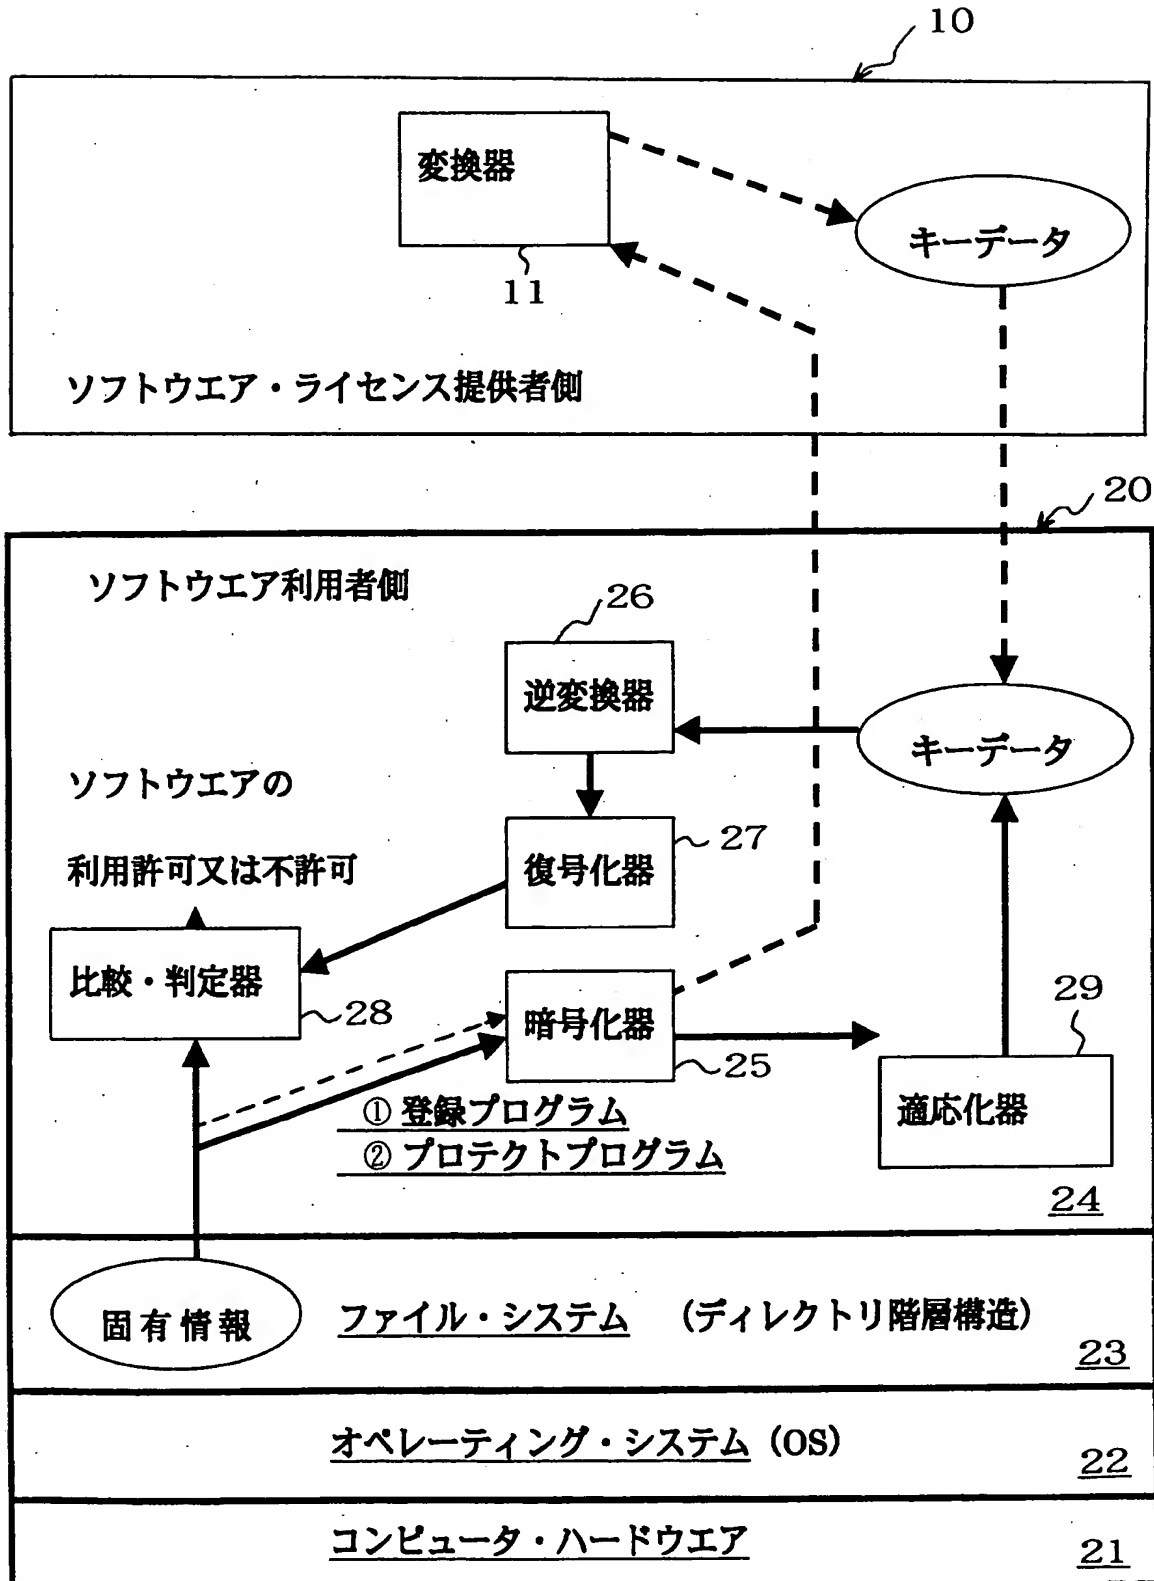 10
変換器
キーデータ
11
ソフトウエア・ライセンス提供者側
20
ソフトウエア利用者側
26
逆変換器
キーデータ
ソフトウエアの
27
利用許可又は不許可
復号化器
比較・判定器
28
暗号化器
25
29
① 登録プログラム
② プロテクトプログラム
適応化器
24
固有情報
ファイル・システム (ディレクトリ階層構造)
23
オペレーティング・システム (OS)
22
コンピュータ・ハードウエア
21